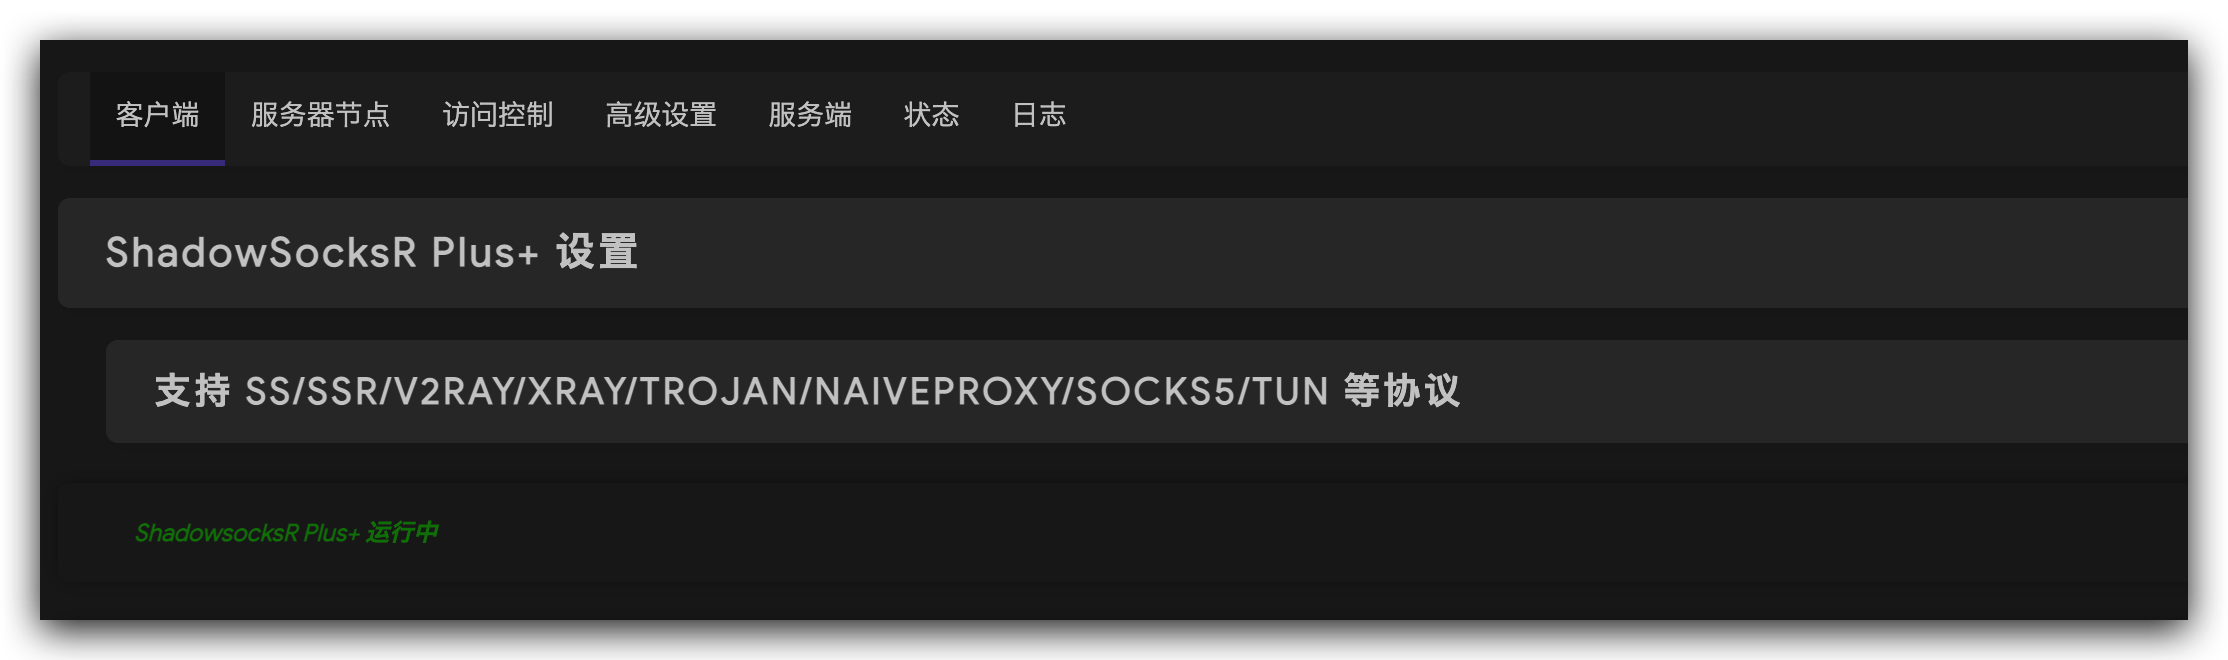 客户端 服务器节点 访问控制 高级设置 服务端 状态 日志
ShadowSocksR Plus+ 设置
支持 SS/SSR/V2RAY/XRAY/TROJAN/NAIVEPROXY/SOCKS5/TUN 等协议
ShadowsocksR Plus+ 运行中